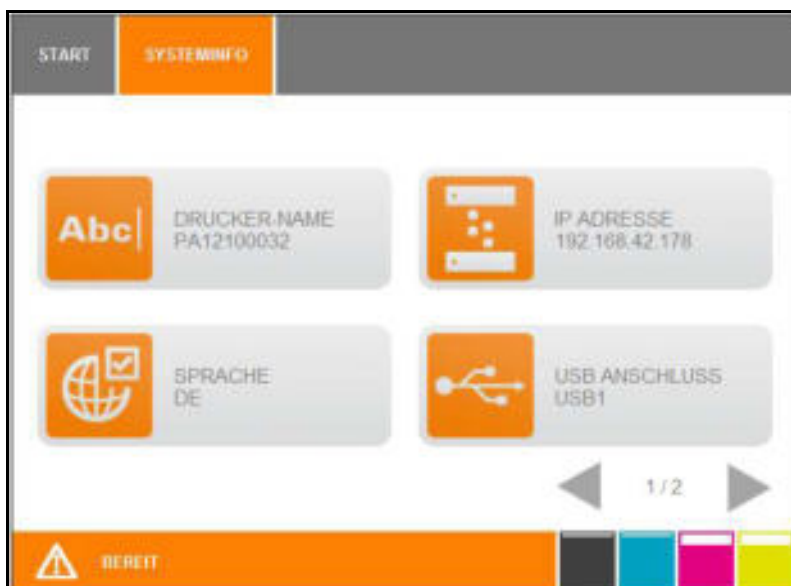 START
SYSTEMINFO
Abc
DRUCKER-NAME
PA12100032
IP ADRESSE
192.168.42.178
SPRACHE
DE
USB ANSCHLUSS
USB1
1 / 2
BEREIT